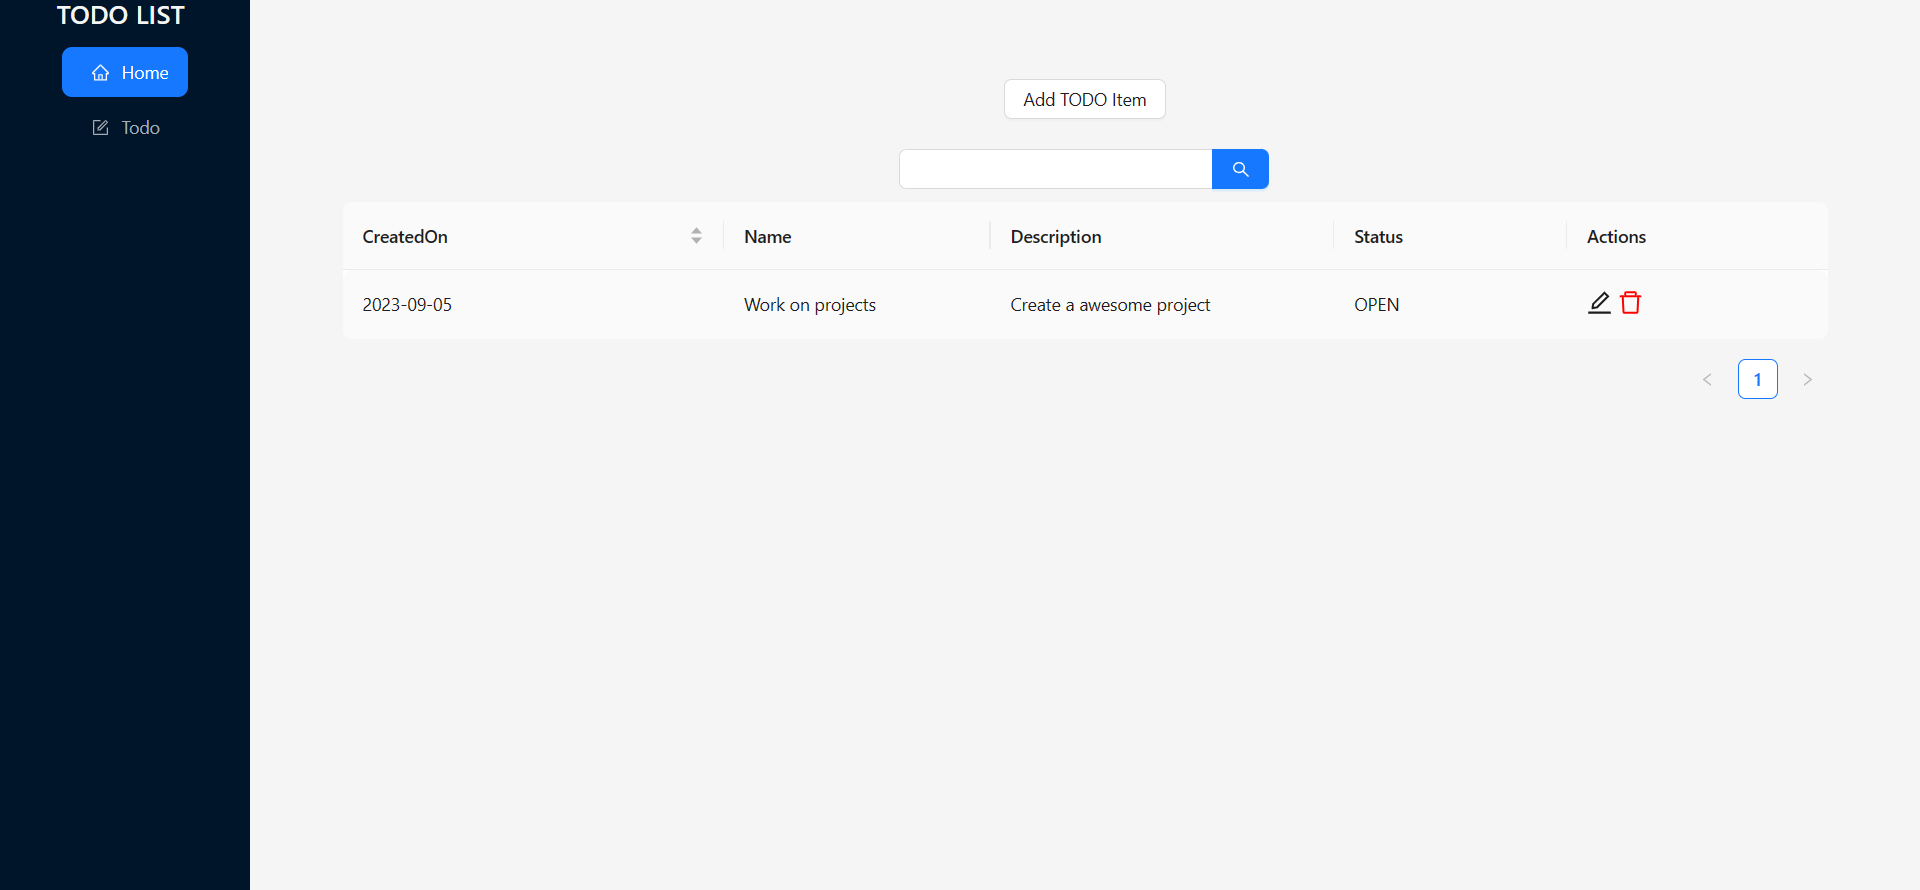 TODO LIST
Home
Todo
Add TODO Item
CreatedOn Name Description Status Actions
2023-09-05 Work on projects Create a awesome project OPEN
1